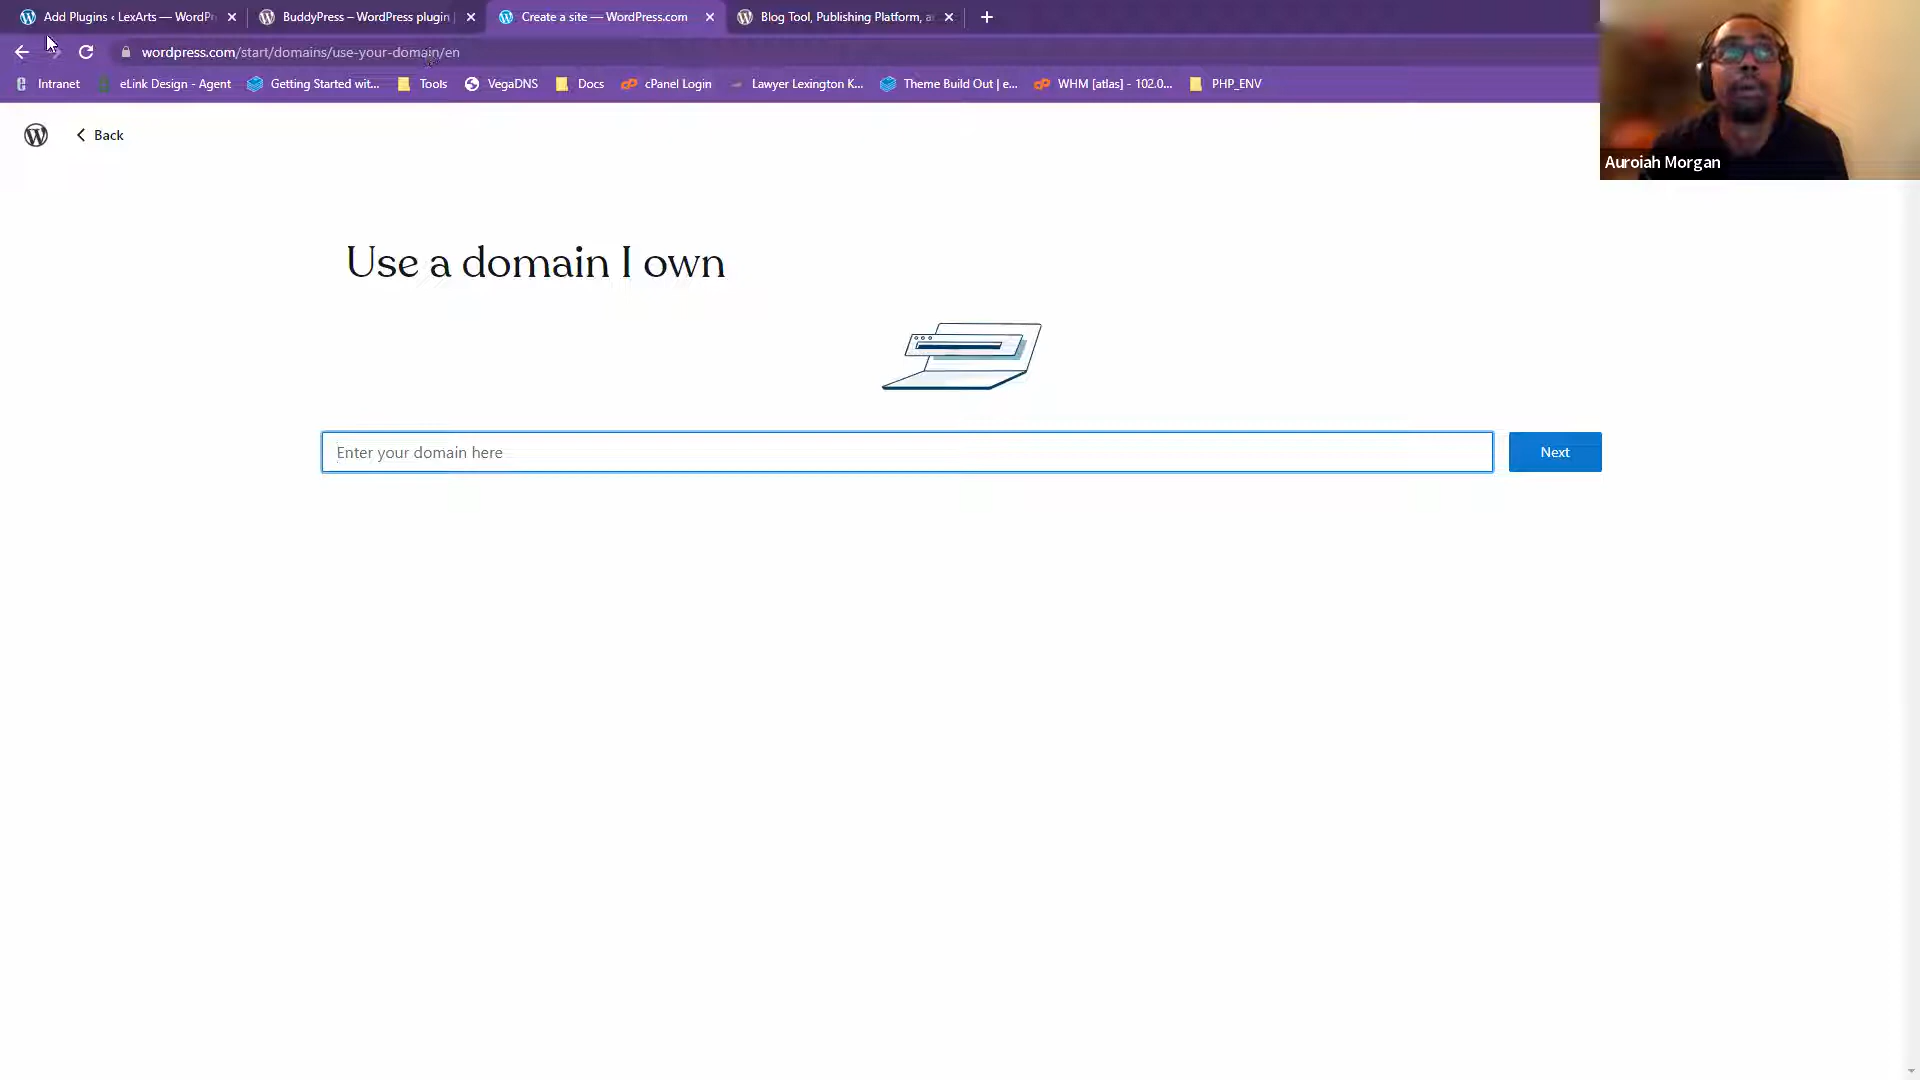 Add Plugins ‹ LexArts — WordPr
BuddyPress – WordPress plugin |
Create a site — WordPress.com
Blog Tool, Publishing Platform, a
wordpress.com/start/domains/use-your-domain/en
Intranet
eLink Design - Agent
Getting Started wit...
Tools
VegaDNS
Docs
cPanel Login
Lawyer Lexington K...
Theme Build Out | e...
WHM [atlas] - 102.0...
PHP_ENV
Auroiah Morgan
Back
Use a domain I own
Enter your domain here
Next